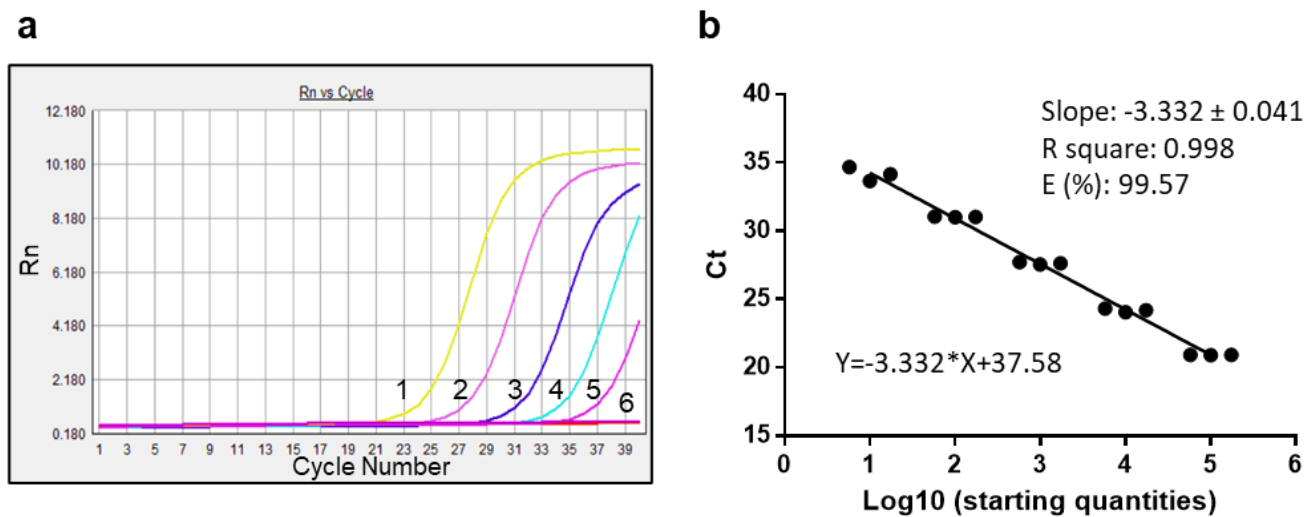 a
Rn vs Cycle
12.180
10.180
8.180
6.180
4.180
2.180
0.180
Rn
1 2 3 4 5 6
1 3 5 7 9 11 13 15 17 19 21 23 25 27 29 31 33 35 37 39
Cycle Number
b
40
35
30
25
20
15
Ct
Slope: -3.332 ± 0.041
R square: 0.998
E (%): 99.57
Y=-3.332*X+37.58
0 1 2 3 4 5 6
Log10 (starting quantities)